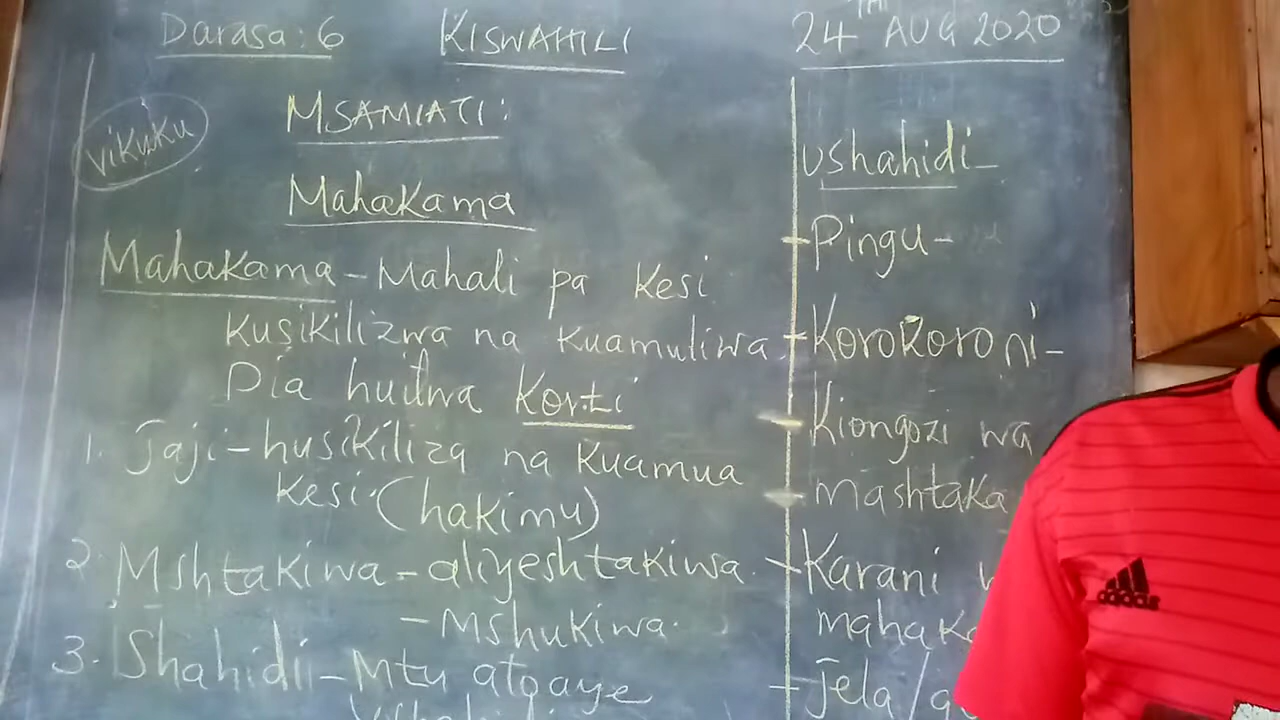 Darasa: 6 KISWAHILI 24TH AUG 2020
vikuku
MSAMIATI:
Mahakama
Mahakama - Mahali pa kesi
kusikilizwa na kuamuliwa.
Pia huitwa Korti
1. Jaji - husikiliza na kuamua
kesi. (hakimu)
2. Mshtakiwa - aliyeshtakiwa.
- Mshukiwa.
3. Shahidi - Mtu atoaye
ushahidi -
- Pingu -
- Korokoroni -
- Kiongozi wa
- mashtaka
- Karani
mahaka
- Jela/
adidas